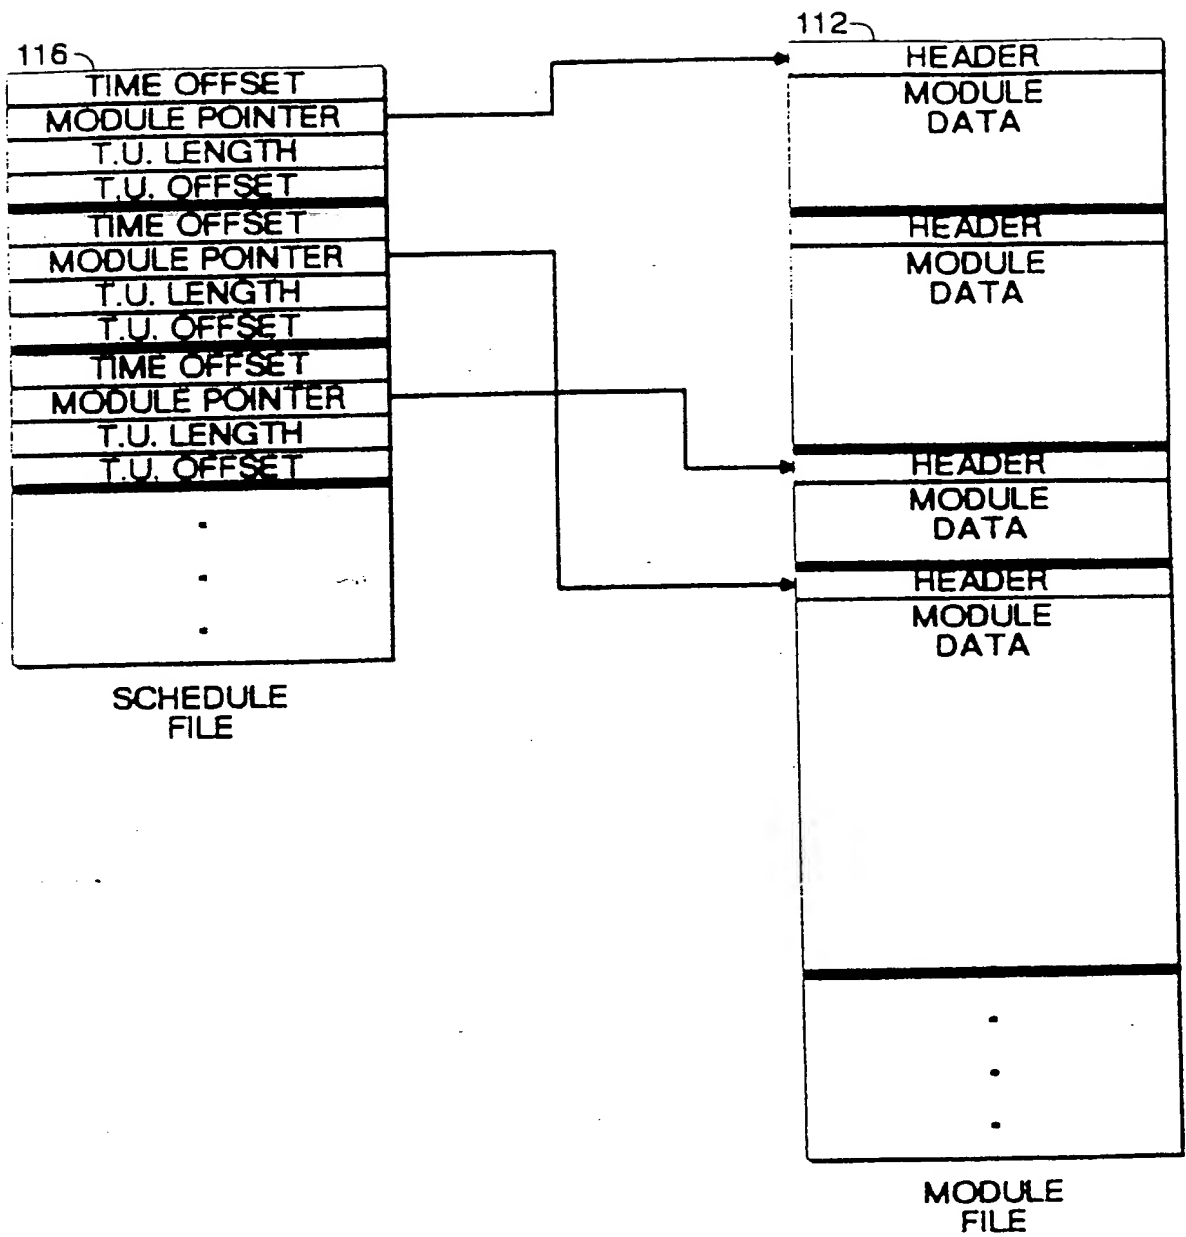 116
TIME OFFSET
MODULE POINTER
T.U. LENGTH
T.U. OFFSET
TIME OFFSET
MODULE POINTER
T.U. LENGTH
T.U. OFFSET
TIME OFFSET
MODULE POINTER
T.U. LENGTH
T.U. OFFSET
SCHEDULE
FILE
112
HEADER
MODULE
DATA
HEADER
MODULE
DATA
HEADER
MODULE
DATA
HEADER
MODULE
DATA
MODULE
FILE